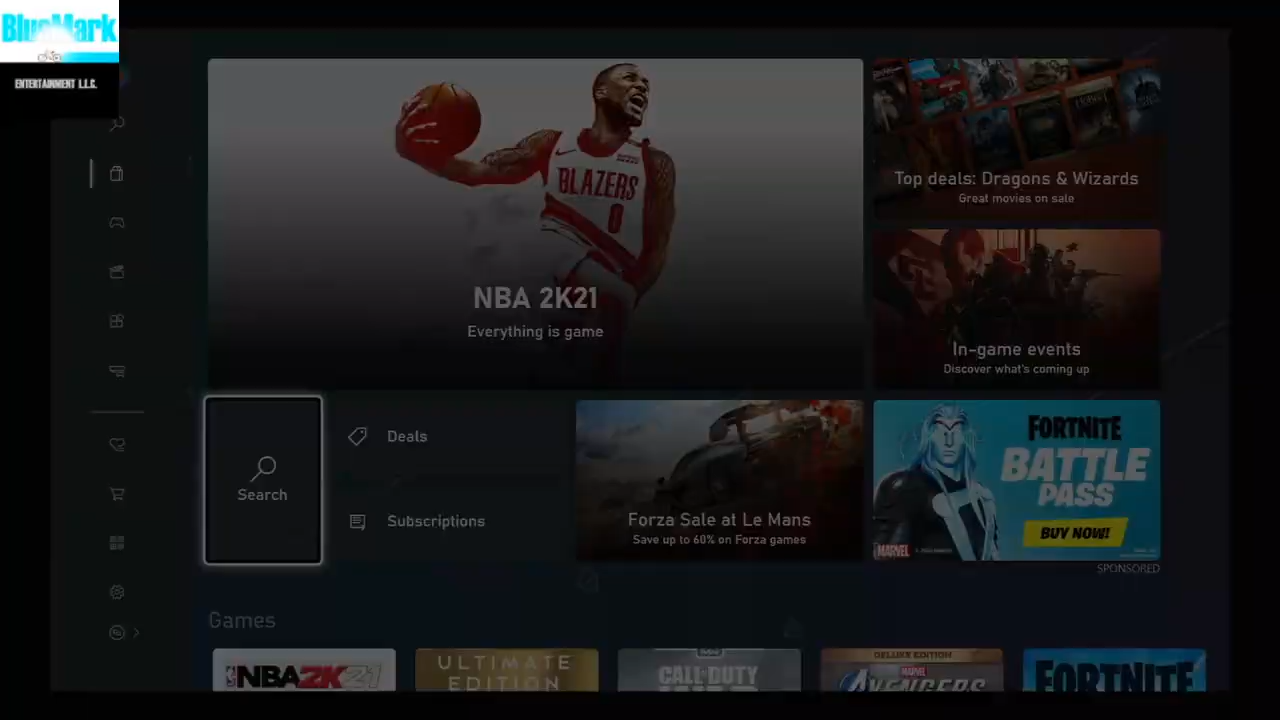 BlueMark
ENTERTAINMENT L.L.C.
BLAZERS
0
NBA 2K21
Everything is game
Top deals: Dragons & Wizards
Great movies on sale
In-game events
Discover what's coming up
Search
Deals
Subscriptions
Forza Sale at Le Mans
Save up to 60% on Forza games
FORTNITE
BATTLE
PASS
BUY NOW!
MARVEL
SPONSORED
Games
NBA2K21
ULTIMATE
EDITION
CALL OF DUTY
DELUXE EDITION
MARVEL
AVENGERS
FORTNITE